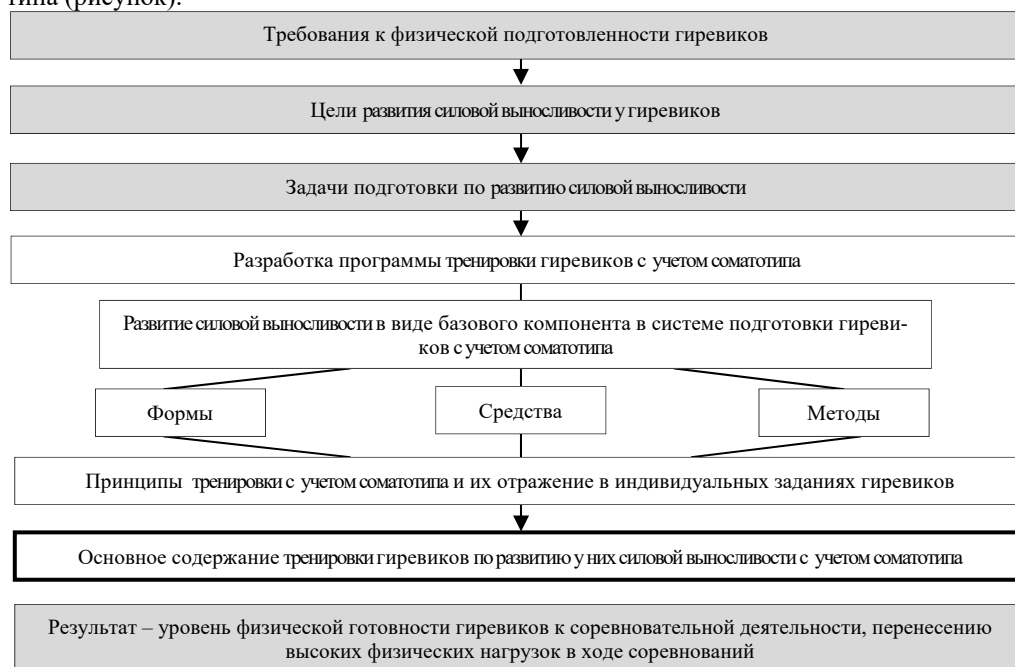 типа (рисунок).
Требования к физической подготовленности гиревиков
Цели развития силовой выносливости у гиревиков
Задачи подготовки по развитию силовой выносливости
Разработка программы тренировки гиревиков с учетом соматотипа
Развитие силовой выносливости в виде базового компонента в системе подготовки гиреви-
ков с учетом соматотипа
Формы
Средства
Методы
Принципы тренировки с учетом соматотипа и их отражение в индивидуальных заданиях гиревиков
Основное содержание тренировки гиревиков по развитию у них силовой выносливости с учетом соматотипа
Результат – уровень физической готовности гиревиков к соревновательной деятельности, перенесению
высоких физических нагрузок в ходе соревнований